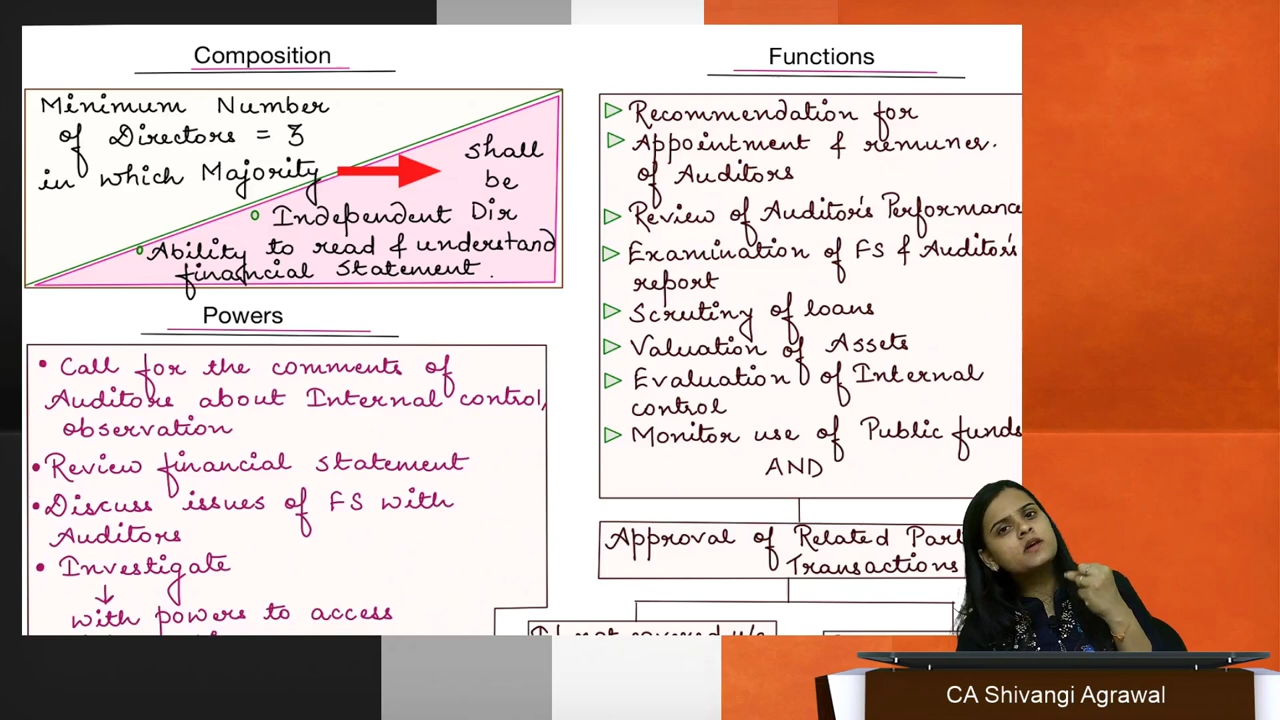 Composition
Minimum Number
of Directors = 3
in which Majority
shall
be
Independent Dir
Ability to read & understand
financial statement.
Powers
Call for the comments of
Auditors about Internal control,
observation
Review financial statement
Discuss issues of FS with
Auditors
Investigate
with powers to access
Functions
Recommendation for
Appointment & remuner.
of Auditors
Review of Auditor's Performance
Examination of FS & Auditor's
report
Scrutiny of loans
Valuation of Assets
Evaluation of Internal
control
Monitor use of Public funds
AND
Approval of Related Part
Transactions
not covered u/s
CA Shivangi Agrawal